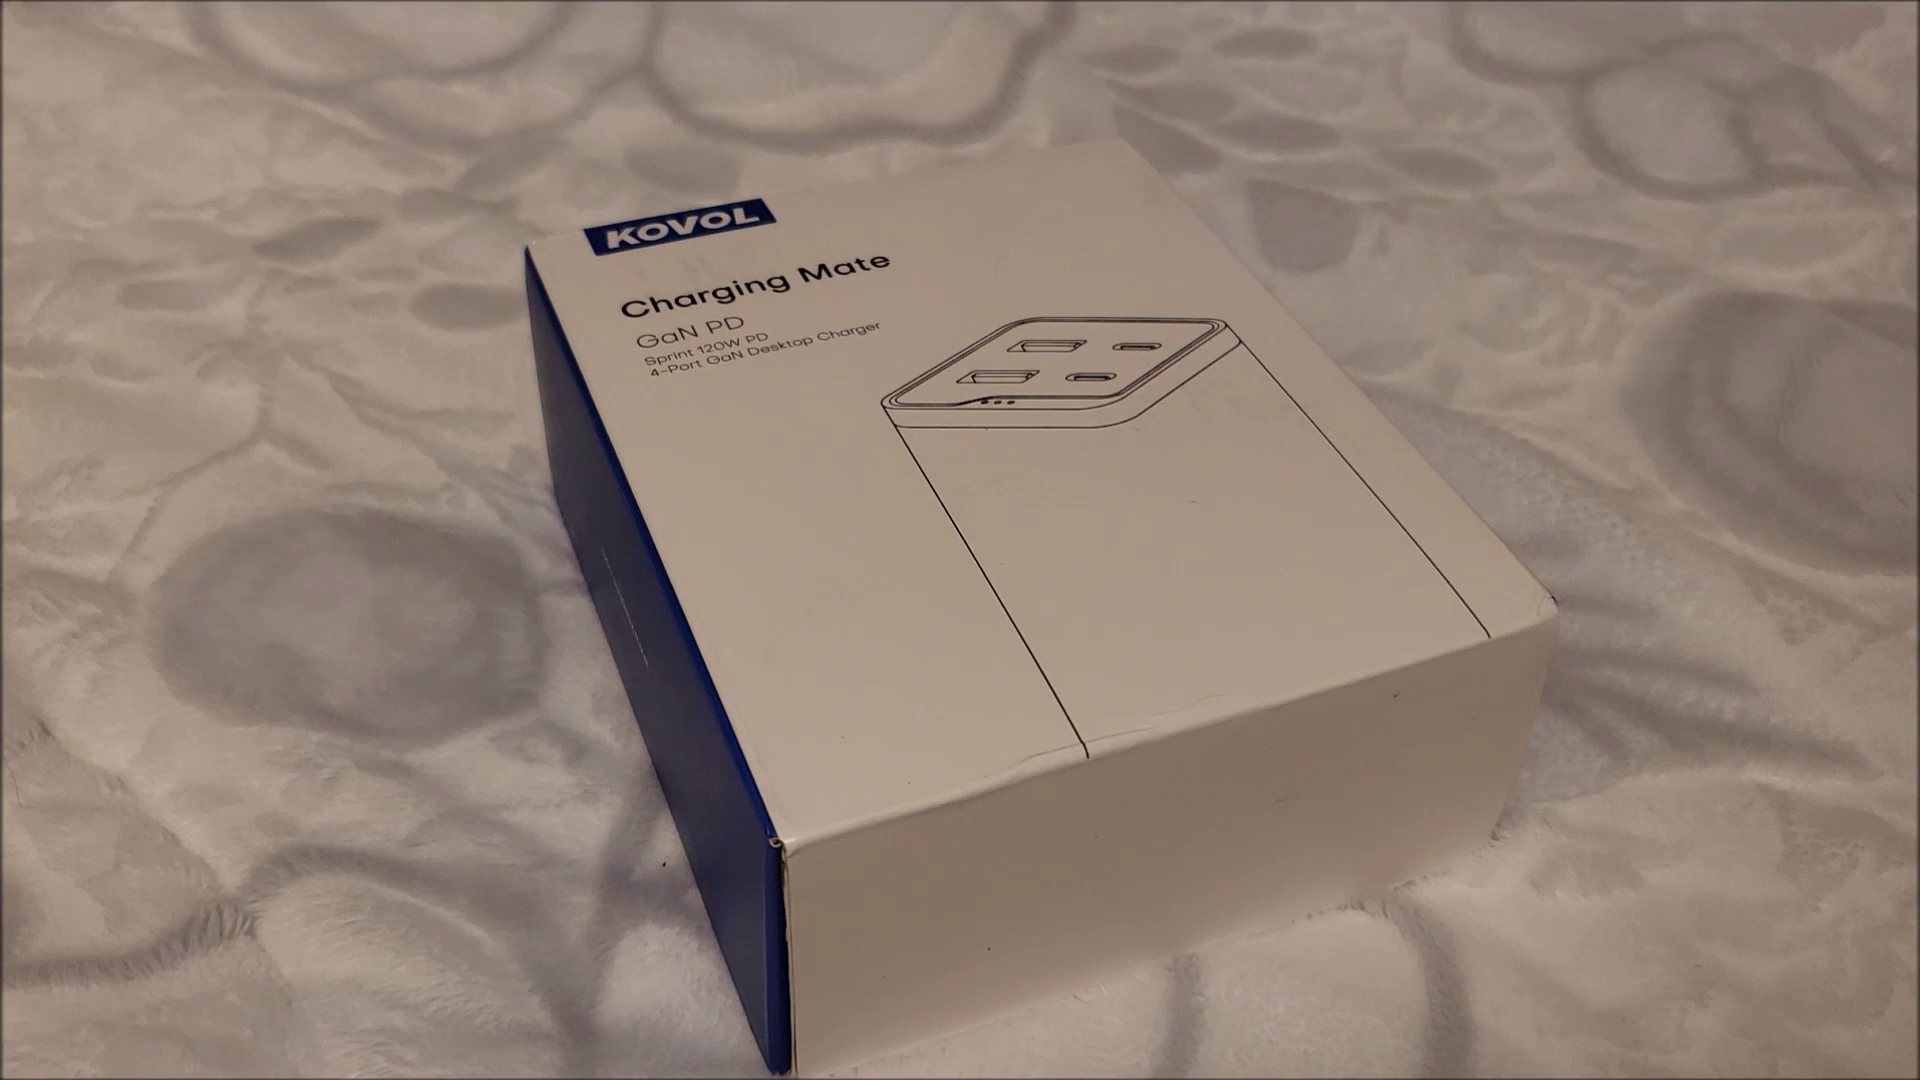 KOVOL
Charging Mate
GaN PD
Sprint 120W PD
4-Port GaN Desktop Charger